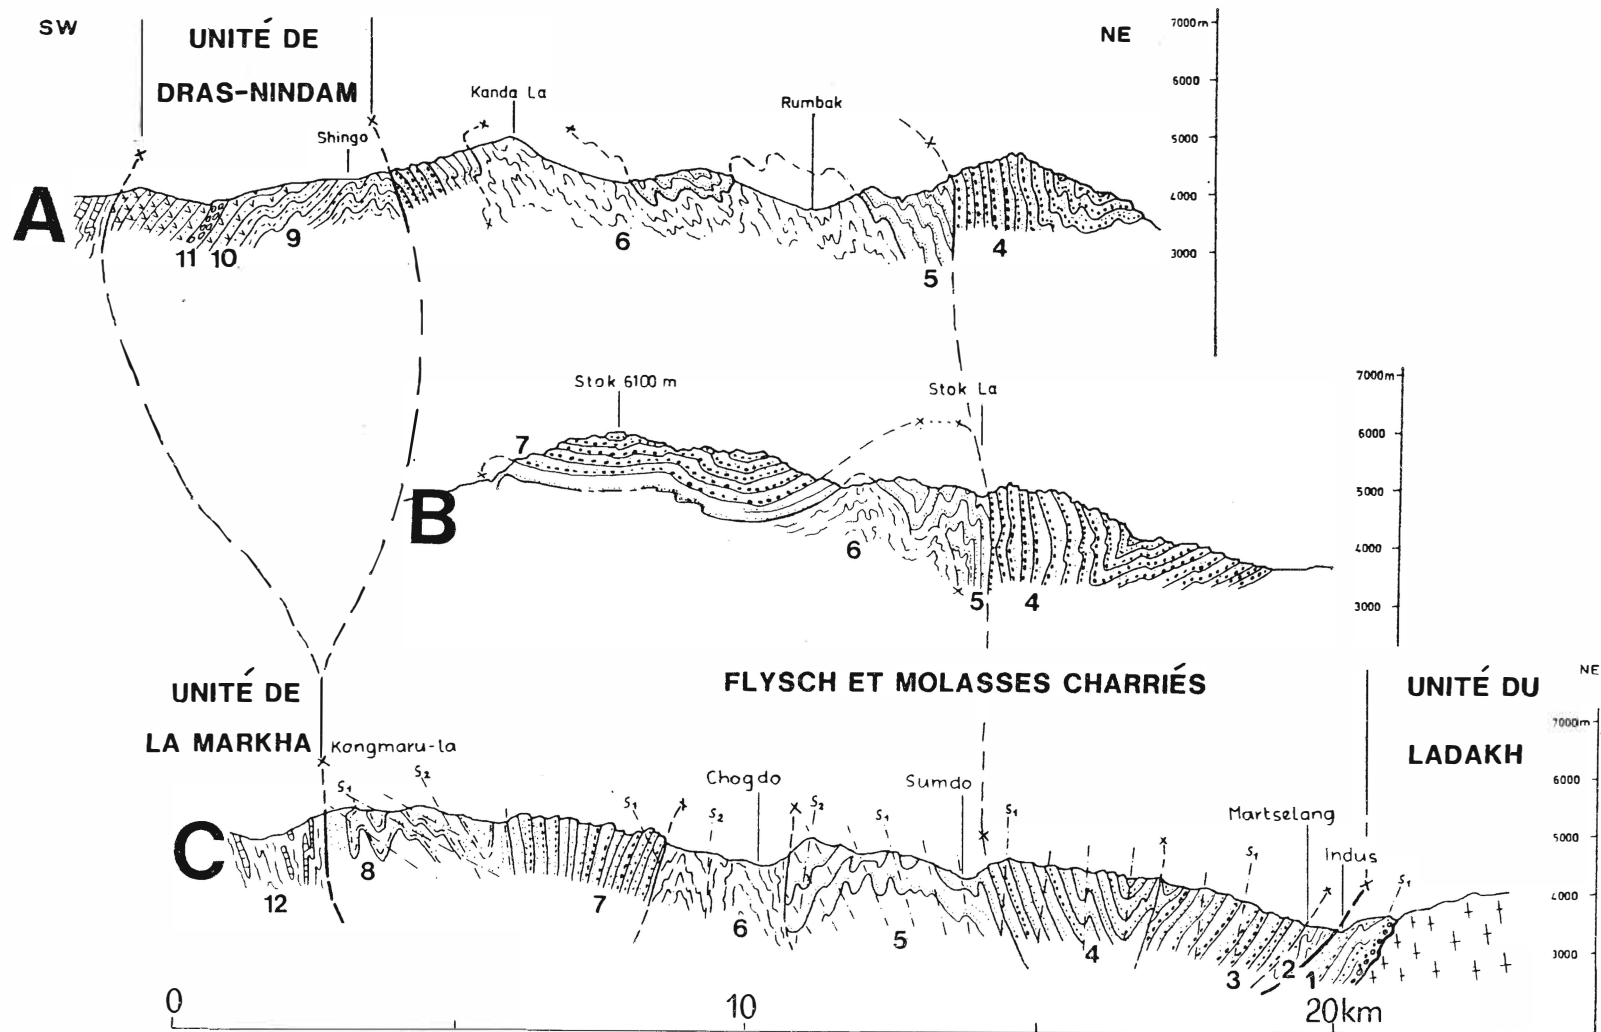 SW
UNITÉ DE
DRAS-NINDAM
NE
7000m
6000
5000
4000
3000
Shingo
Kanda La
Rumbak
A
11
10
9
6
5
4
Stok 6100 m
Stok La
7000m
6000
5000
4000
3000
7
B
6
5
4
UNITÉ DE
LA MARKHA
FLYSCH ET MOLASSES CHARRIÉS
UNITÉ DU
LADAKH
NE
7000m
6000
5000
4000
3000
Kongmaru-la
Chogdo
Sumdo
Martselang
Indus
S1
S2
S1
S2
S2
S1
S1
S1
S1
C
12
8
7
6
5
4
3
2
1
0
10
20km